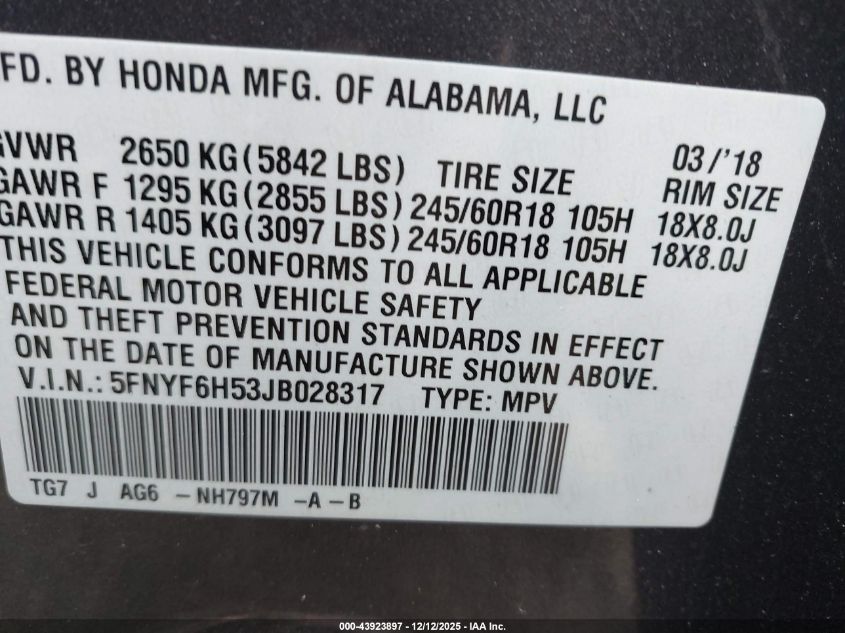 FD. BY HONDA MFG. OF ALABAMA, LLC
03/'18
GVWR 2650 KG (5842 LBS) TIRE SIZE RIM SIZE
GAWR F 1295 KG (2855 LBS) 245/60R18 105H 18X8.0J
GAWR R 1405 KG (3097 LBS) 245/60R18 105H 18X8.0J
THIS VEHICLE CONFORMS TO ALL APPLICABLE
FEDERAL MOTOR VEHICLE SAFETY
AND THEFT PREVENTION STANDARDS IN EFFECT
ON THE DATE OF MANUFACTURE SHOWN ABOVE.
V.I.N.: 5FNYF6H53JB028317 TYPE: MPV
TG7 J AG6 -NH797M -A -B
000-43923897 - 12/12/2025 - IAA Inc.